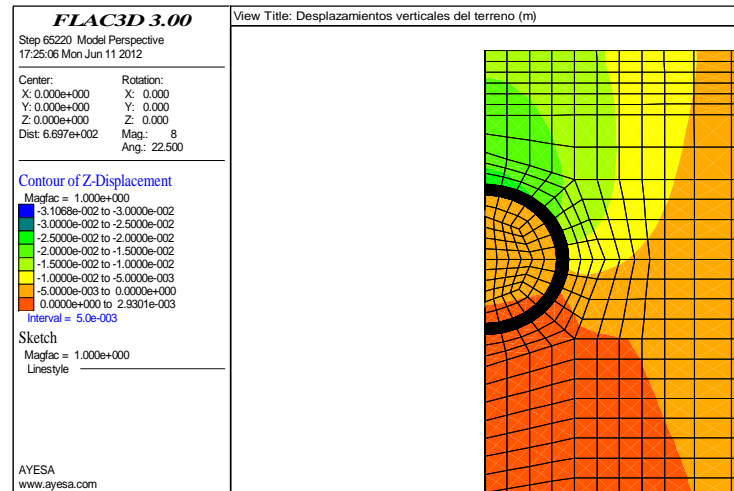 FLAC3D 3.00
Step 65220 Model Perspective
17:25:06 Mon Jun 11 2012
Center:
X: 0.000e+000
Y: 0.000e+000
Z: 0.000e+000
Dist: 6.697e+002
Rotation:
X: 0.000
Y: 0.000
Z: 0.000
Mag.: 8
Ang.: 22.500
Contour of Z-Displacement
Magfac = 1.000e+000
-3.1068e-002 to -3.0000e-002
-3.0000e-002 to -2.5000e-002
-2.5000e-002 to -2.0000e-002
-2.0000e-002 to -1.5000e-002
-1.5000e-002 to -1.0000e-002
-1.0000e-002 to -5.0000e-003
-5.0000e-003 to 0.0000e+000
0.0000e+000 to 2.9301e-003
Interval = 5.0e-003
Sketch
Magfac = 1.000e+000
Linestyle
AYESA
www.ayesa.com
View Title: Desplazamientos verticales del terreno (m)